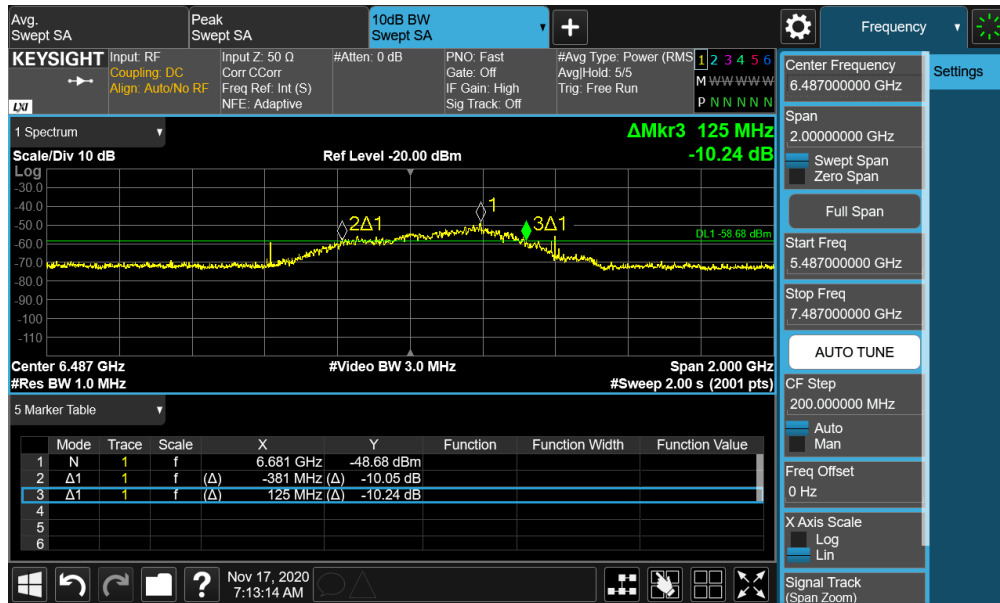 Avg.
Swept SA
Peak
Swept SA
10dB BW
Swept SA
Frequency
KEYSIGHT
LXI
Input: RF
Coupling: DC
Align: Auto/No RF
Input Z: 50 Ω
Corr CCorr
Freq Ref: Int (S)
NFE: Adaptive
#Atten: 0 dB
PNO: Fast
Gate: Off
IF Gain: High
Sig Track: Off
#Avg Type: Power (RMS
Avg|Hold: 5/5
Trig: Free Run
1 2 3 4 5 6
M W W W W W
P N N N N N
1 Spectrum
Scale/Div 10 dB
Ref Level -20.00 dBm
ΔMkr3 125 MHz
-10.24 dB
Log
-30.0
-40.0
-50.0
-60.0
-70.0
-80.0
-90.0
-100
-110
1
2Δ1
3Δ1
DL1 -58.68 dBm
Center 6.487 GHz
#Video BW 3.0 MHz
Span 2.000 GHz
#Res BW 1.0 MHz
#Sweep 2.00 s (2001 pts)
5 Marker Table
Mode Trace Scale X Y Function Function Width Function Value
1 N 1 f 6.681 GHz -48.68 dBm
2 Δ1 1 f (Δ) -381 MHz (Δ) -10.05 dB
3 Δ1 1 f (Δ) 125 MHz (Δ) -10.24 dB
4
5
6
Nov 17, 2020
7:13:14 AM
?
Center Frequency
6.487000000 GHz
Settings
Span
2.00000000 GHz
Swept Span
Zero Span
Full Span
Start Freq
5.487000000 GHz
Stop Freq
7.487000000 GHz
AUTO TUNE
CF Step
200.000000 MHz
Auto
Man
Freq Offset
0 Hz
X Axis Scale
Log
Lin
Signal Track
(Span Zoom)